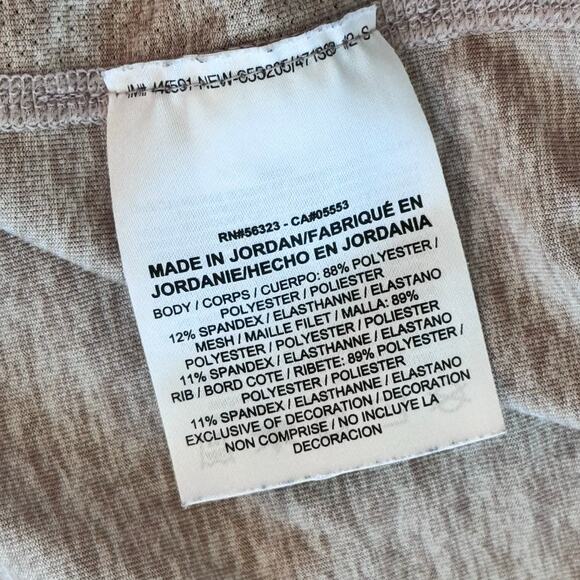 RN#56323 - CA#05553
MADE IN JORDAN/FABRIQUÉ EN
JORDANIE/HECHO EN JORDANIA
BODY / CORPS / CUERPO: 88% POLYESTER /
POLYESTER / POLIESTER
12% SPANDEX / ELASTHANNE / ELASTANO
MESH / MAILLE FILET / MALLA: 89%
POLYESTER / POLYESTER / POLIESTER
11% SPANDEX / ELASTHANNE / ELASTANO
RIB / BORD COTE / RIBETE: 89% POLYESTER /
POLYESTER / POLIESTER
11% SPANDEX / ELASTHANNE / ELASTANO
EXCLUSIVE OF DECORATION / DECORATION
NON COMPRISE / NO INCLUYE LA
DECORACION